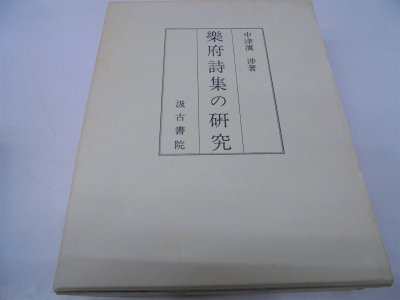 中津濱 渉著
樂府詩集の研究
汲古書院